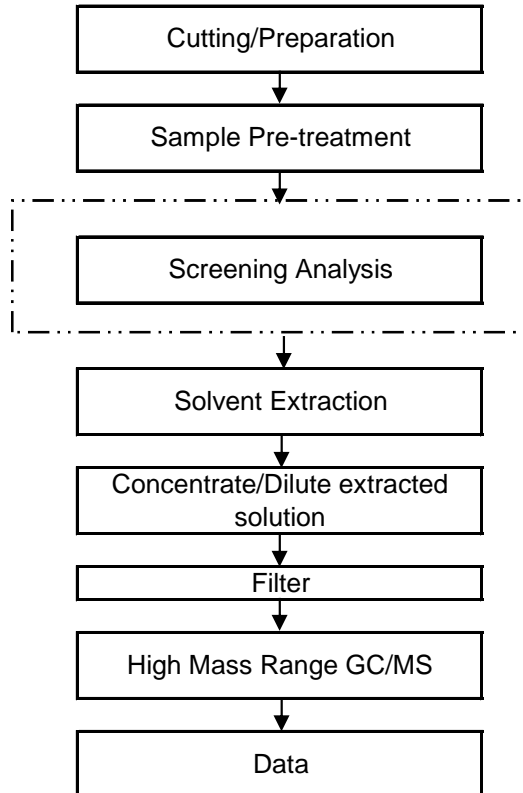 Cutting/Preparation
Sample Pre-treatment
Screening Analysis
Solvent Extraction
Concentrate/Dilute extracted
solution
Filter
High Mass Range GC/MS
Data